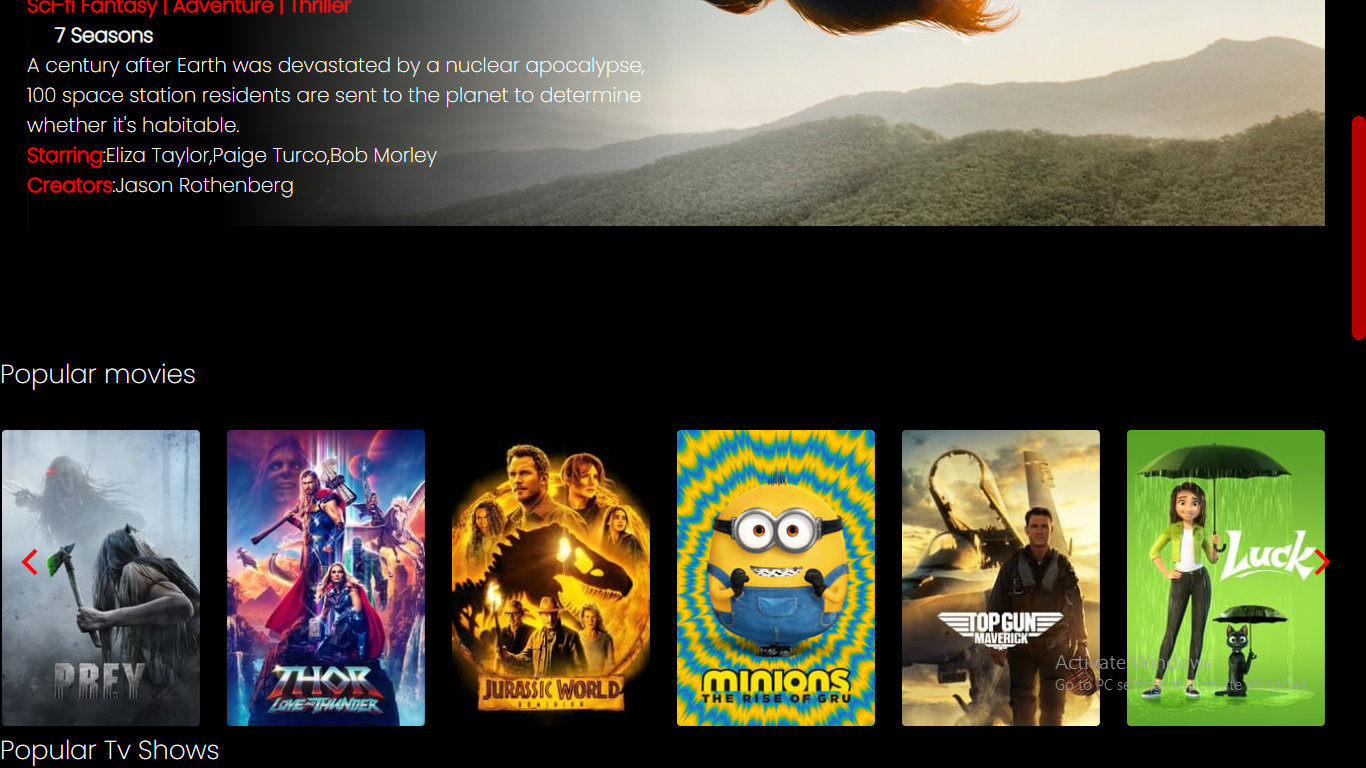 Sci-fi Fantasy | Adventure | Thriller
7 Seasons
A century after Earth was devastated by a nuclear apocalypse,
100 space station residents are sent to the planet to determine
whether it's habitable.
Starring:Eliza Taylor,Paige Turco,Bob Morley
Creators:Jason Rothenberg
Popular movies
PREY
THOR
LOVE AND THUNDER
JURASSIC WORLD
DOMINION
MINIONS
THE RISE OF GRU
TOP GUN
MAVERICK
Luck
Activate Windows
Go to PC settings to activate Windows.
Popular Tv Shows